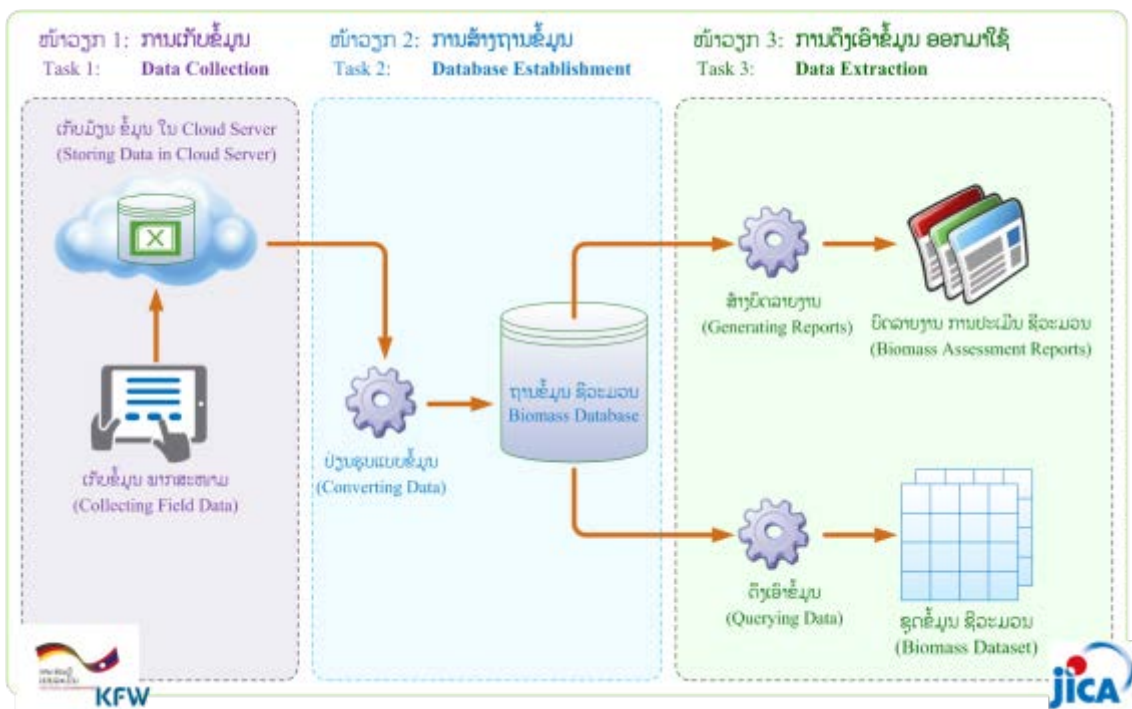 ໜ້າວຽກ 1: ການເກັບຂໍ້ມູນ
Task 1: Data Collection
ໜ້າວຽກ 2: ການສ້າງຖານຂໍ້ມູນ
Task 2: Database Establishment
ໜ້າວຽກ 3: ການດຶງເອົາຂໍ້ມູນ ອອກມາໃຊ້
Task 3: Data Extraction
ເກັບມ້ຽນ ຂໍ້ມູນ ໃນ Cloud Server
(Storing Data in Cloud Server)
ເກັບຂໍ້ມູນ ພາກສະໜາມ
(Collecting Field Data)
ປ່ຽນຮູບແບບຂໍ້ມູນ
(Converting Data)
ຖານຂໍ້ມູນ ຊີວະມວນ
Biomass Database
ສ້າງບົດລາຍງານ
(Generating Reports)
ບົດລາຍງານ ການປະເມີນ ຊີວະມວນ
(Biomass Assessment Reports)
ດຶງເອົາຂໍ້ມູນ
(Querying Data)
ຊຸດຂໍ້ມູນ ຊີວະມວນ
(Biomass Dataset)
KFW
jICA